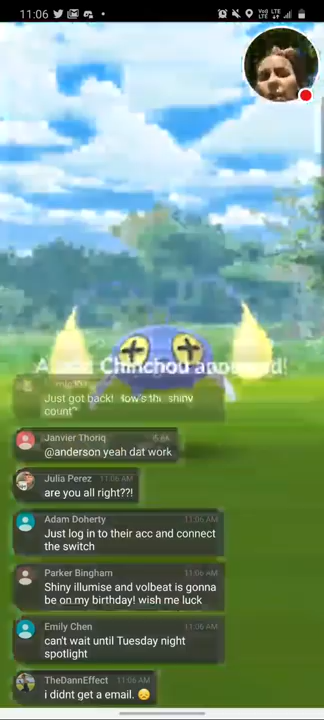 11:06
Chinchou
Just got back! How's the shiny
count?
Janvier Thoriq
@anderson yeah dat work
Julia Perez 11:06 AM
are you all right??!
Adam Doherty 11:06 AM
Just log in to their acc and connect
the switch
Parker Bingham 11:06 AM
Shiny illumise and volbeat is gonna
be on my birthday! wish me luck
Emily Chen 11:06 AM
can't wait until Tuesday night
spotlight
TheDannEffect 11:06 AM
i didnt get a email. 😞